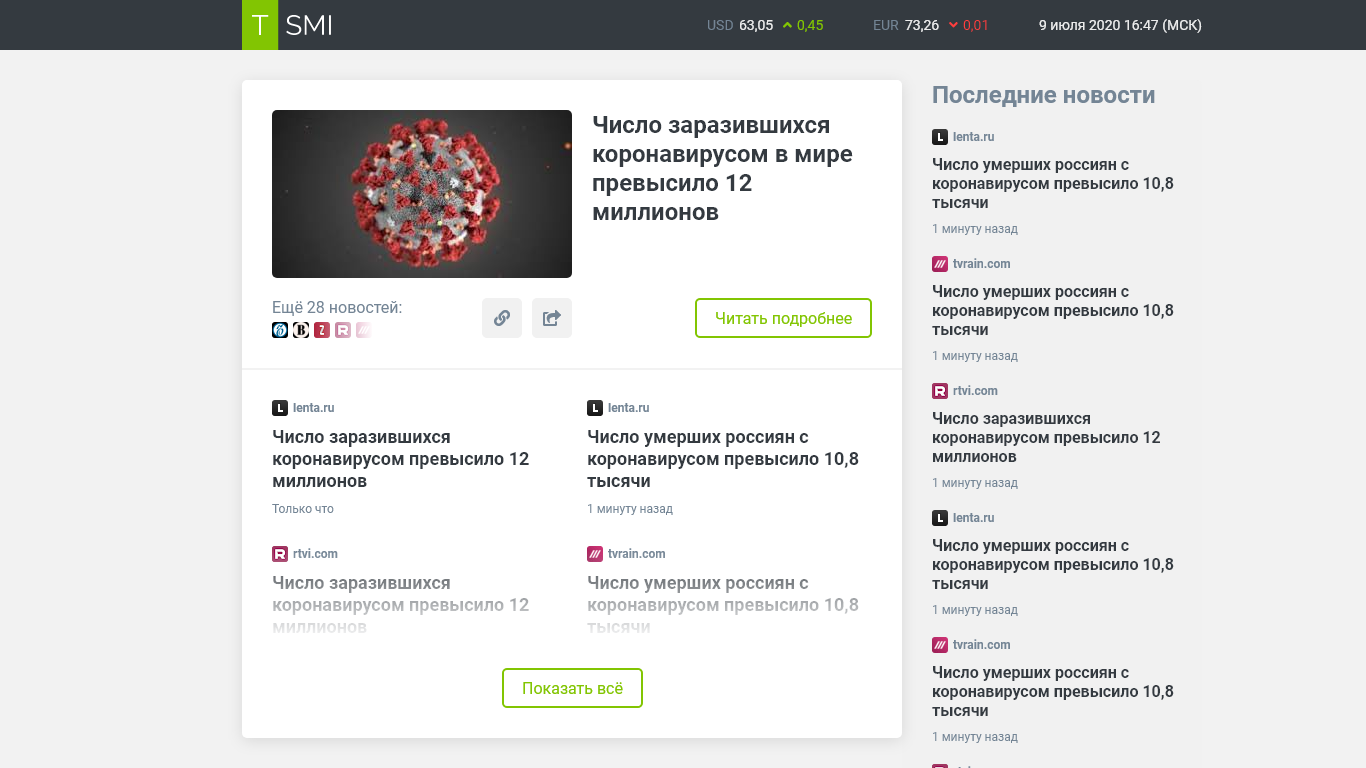 T SMI
USD 63,05 0,45
EUR 73,26 0,01
9 июля 2020 16:47 (МСК)
Число заразившихся
коронавирусом в мире
превысило 12
миллионов
Ещё 28 новостей:
Читать подробнее
lenta.ru
Число заразившихся
коронавирусом превысило 12
миллионов
Только что
lenta.ru
Число умерших россиян с
коронавирусом превысило 10,8
тысячи
1 минуту назад
rtvi.com
Число заразившихся
коронавирусом превысило 12
миллионов
tvrain.com
Число умерших россиян с
коронавирусом превысило 10,8
тысячи
Показать всё
Последние новости
lenta.ru
Число умерших россиян с
коронавирусом превысило 10,8
тысячи
1 минуту назад
tvrain.com
Число умерших россиян с
коронавирусом превысило 10,8
тысячи
1 минуту назад
rtvi.com
Число заразившихся
коронавирусом превысило 12
миллионов
1 минуту назад
lenta.ru
Число умерших россиян с
коронавирусом превысило 10,8
тысячи
1 минуту назад
tvrain.com
Число умерших россиян с
коронавирусом превысило 10,8
тысячи
1 минуту назад